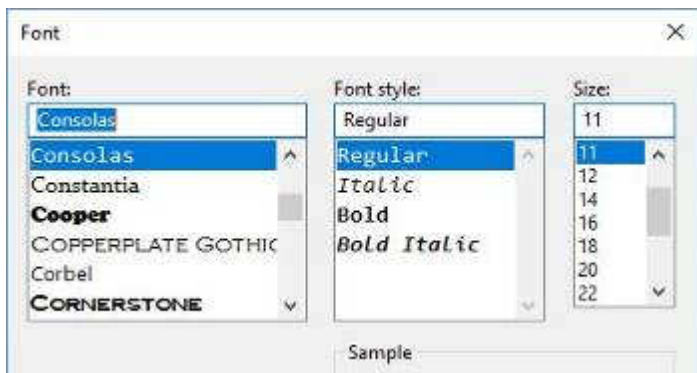 Font
Font:
Font style:
Size:
Consolas
Regular
11
Consolas
Constantia
Cooper
COPPERPLATE GOTHIC
Corbel
CORNERSTONE
Regular
Italic
Bold
Bold Italic
11
12
14
16
18
20
22
Sample